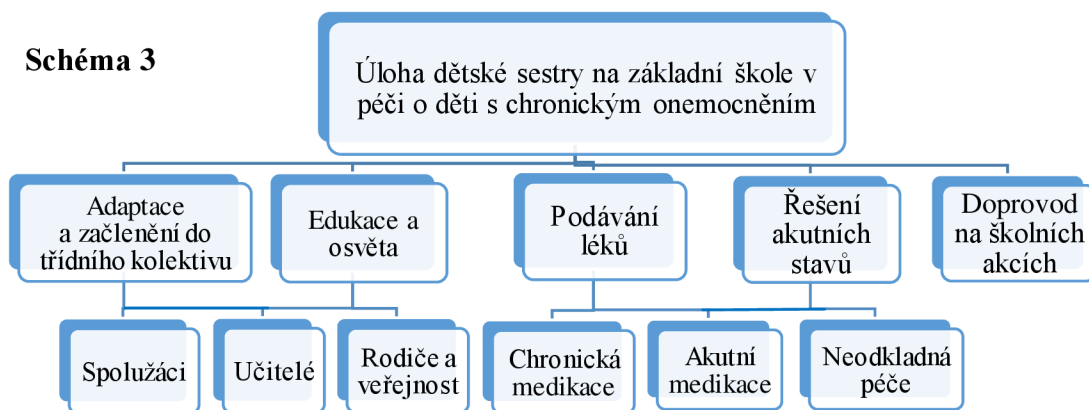 Schéma 3
Úloha dětské sestry na základní škole v
péči o děti s chronickým onemocněním
Adaptace
a začlenění do
třídního kolektivu
Edukace a
osvěta
Podávání
léků
Řešení
akutních
stavů
Doprovod
na školních
akcích
Spolužáci
Učitelé
Rodiče a
veřejnost
Chronická
medikace
Akutní
medikace
Neodkladná
péče